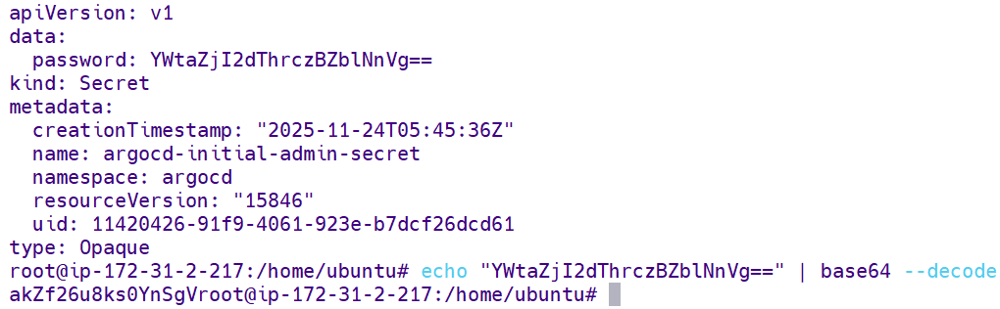 apiVersion: v1
data:
  password: YWtaZjI2dThrczBZblNnVg==
kind: Secret
metadata:
  creationTimestamp: "2025-11-24T05:45:36Z"
  name: argocd-initial-admin-secret
  namespace: argocd
  resourceVersion: "15846"
  uid: 11420426-91f9-4061-923e-b7dcf26dcd61
type: Opaque
root@ip-172-31-2-217:/home/ubuntu# echo "YWtaZjI2dThrczBZblNnVg==" | base64 --decode
akZf26u8ks0YnSgVroot@ip-172-31-2-217:/home/ubuntu#